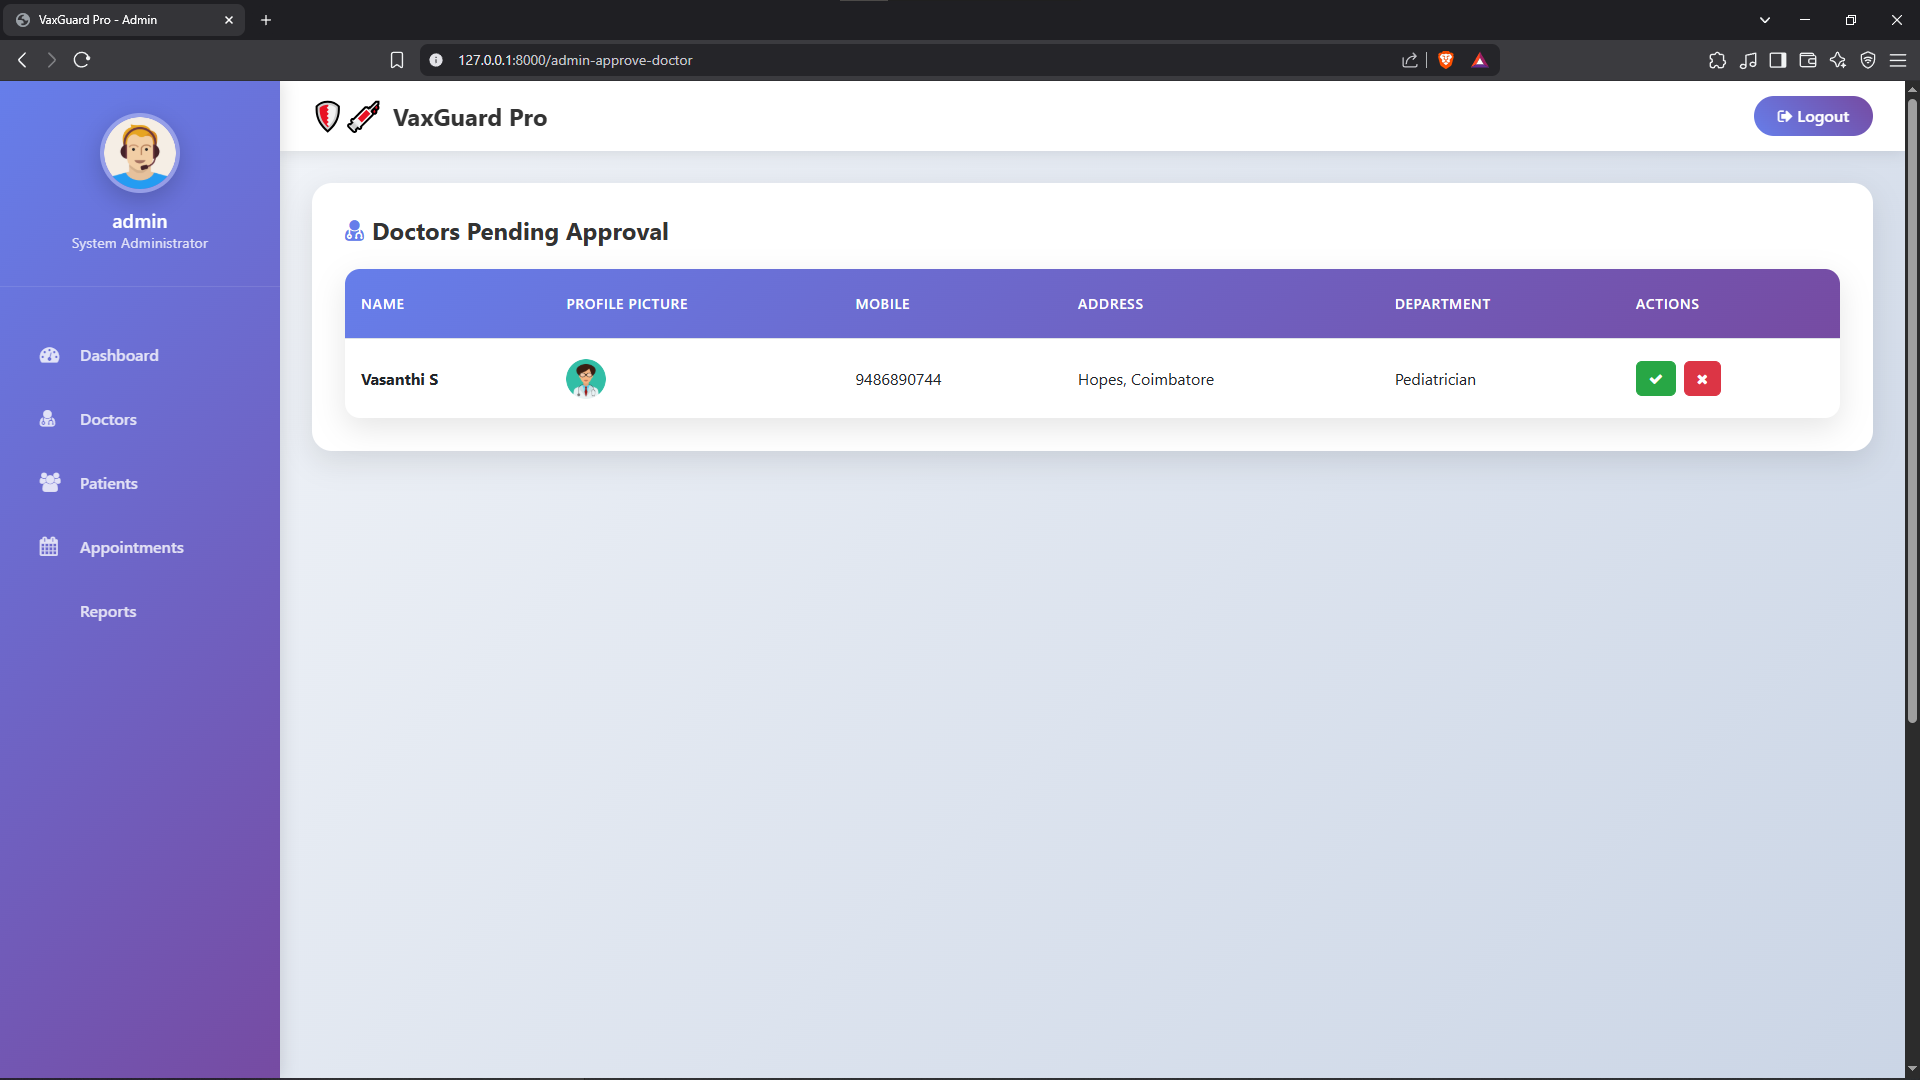 VaxGuard Pro - Admin
127.0.0.1:8000/admin-approve-doctor
admin
System Administrator
Dashboard
Doctors
Patients
Appointments
Reports
VaxGuard Pro
Logout
Doctors Pending Approval
NAME PROFILE PICTURE MOBILE ADDRESS DEPARTMENT ACTIONS
Vasanthi S 9486890744 Hopes, Coimbatore Pediatrician